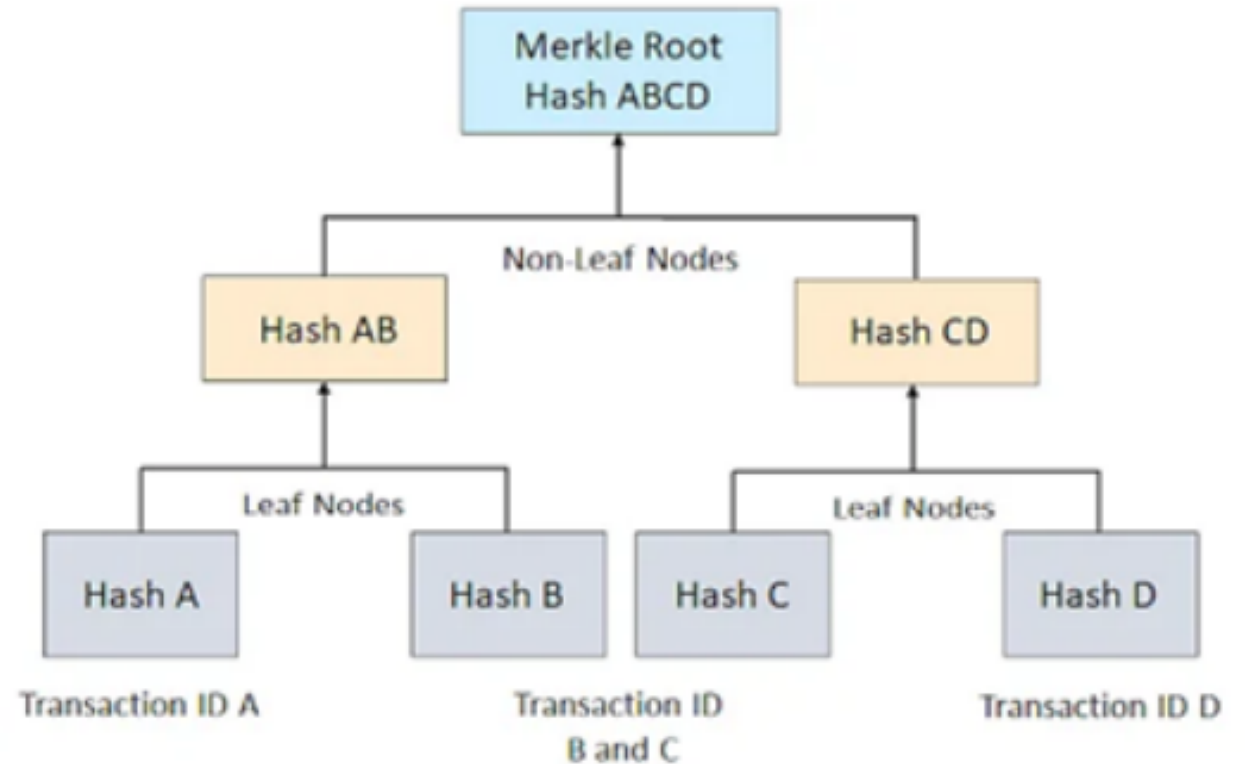 Merkle Root
Hash ABCD
Non-Leaf Nodes
Hash AB
Hash CD
Leaf Nodes
Leaf Nodes
Hash A
Hash B
Hash C
Hash D
Transaction ID A
Transaction ID
B and C
Transaction ID D